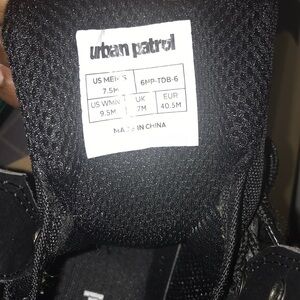 urban patrol
US MEN'S 6MP-TDB-6
7.5M
US WMN'S UK EUR
9.5M 7M 40.5M
MADE IN CHINA